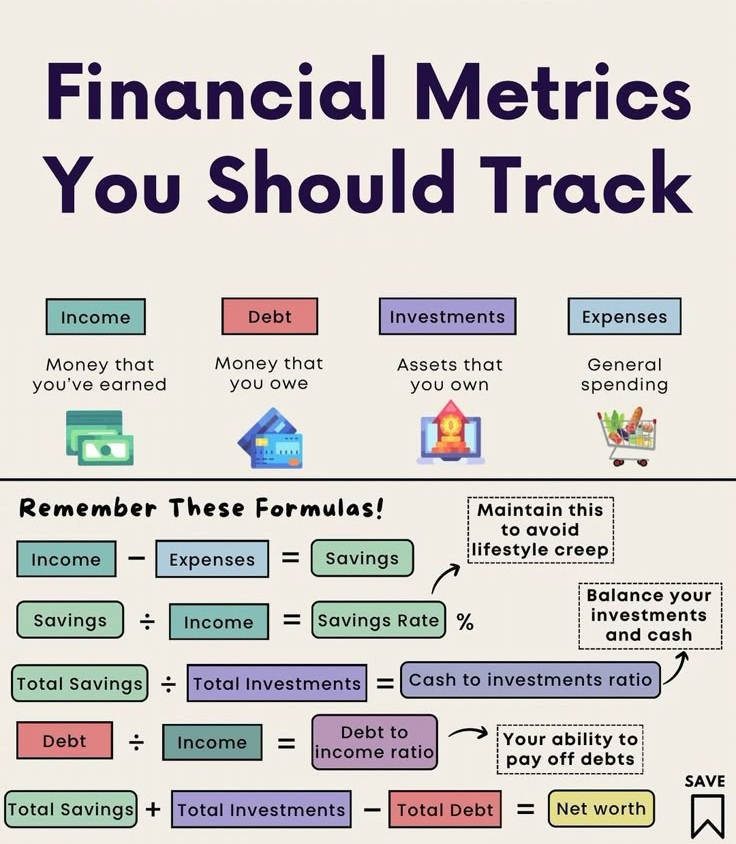 Financial Metrics
You Should Track
Income
Debt
Investments
Expenses
Money that
you've earned
Money that
you owe
Assets that
you own
General
spending
Remember These Formulas!
Maintain this
to avoid
lifestyle creep
Income − Expenses = Savings
Savings ÷ Income = Savings Rate %
Balance your
investments
and cash
Total Savings ÷ Total Investments = Cash to investments ratio
Debt ÷ Income = Debt to
income ratio
Your ability to
pay off debts
SAVE
Total Savings + Total Investments − Total Debt = Net worth